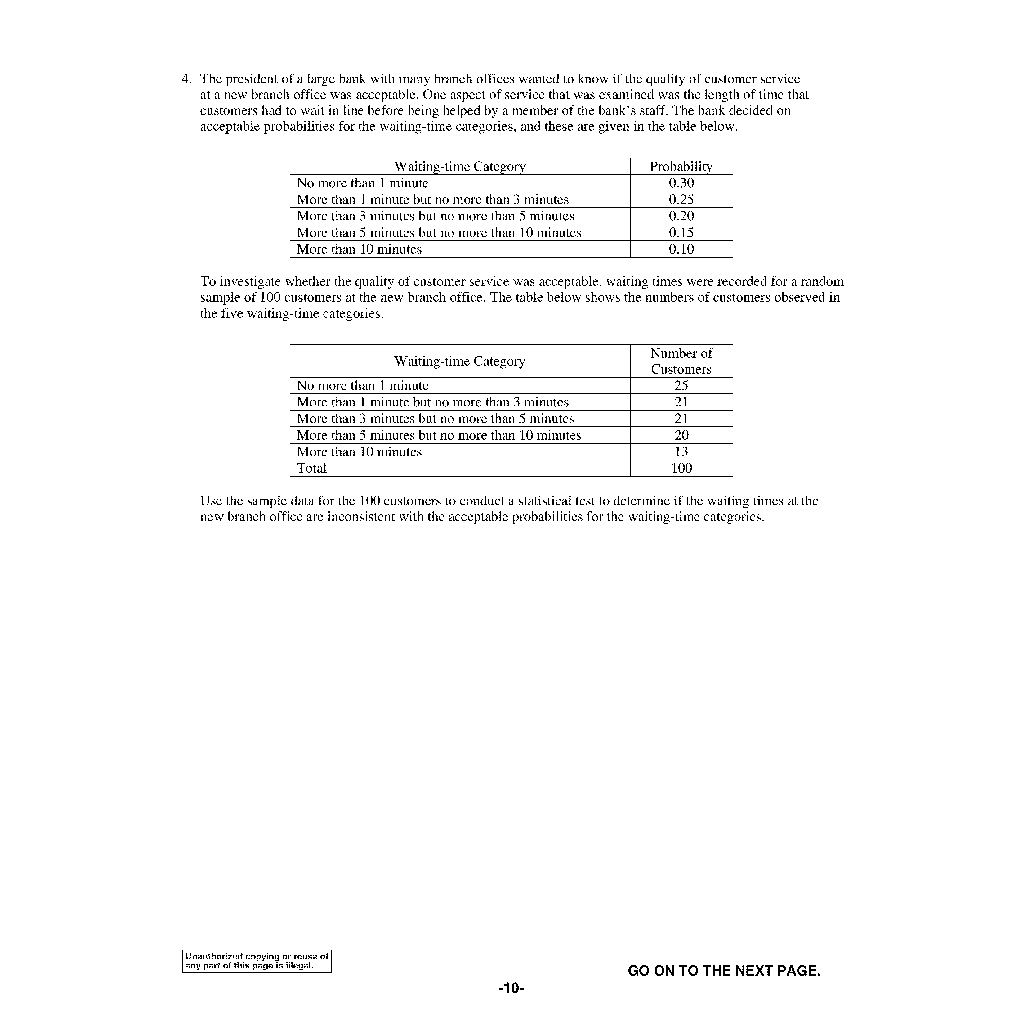 4. The president of a large bank with many branch offices wanted to know if the quality of customer service
at a new branch office was acceptable. One aspect of service that was examined was the length of time that
customers had to wait in line before being helped by a member of the bank's staff. The bank decided on
acceptable probabilities for the waiting-time categories, and these are given in the table below.
Waiting-time Category Probability
No more than 1 minute 0.30
More than 1 minute but no more than 3 minutes 0.25
More than 3 minutes but no more than 5 minutes 0.20
More than 5 minutes but no more than 10 minutes 0.15
More than 10 minutes 0.10
To investigate whether the quality of customer service was acceptable, waiting times were recorded for a random
sample of 100 customers at the new branch office. The table below shows the numbers of customers observed in
the five waiting-time categories.
Waiting-time Category Number of
Customers
No more than 1 minute 25
More than 1 minute but no more than 3 minutes 21
More than 3 minutes but no more than 5 minutes 21
More than 5 minutes but no more than 10 minutes 20
More than 10 minutes 13
Total 100
Use the sample data for the 100 customers to conduct a statistical test to determine if the waiting times at the
new branch office are inconsistent with the acceptable probabilities for the waiting-time categories.
Unauthorized copying or reuse of
any part of this page is illegal.
GO ON TO THE NEXT PAGE.
-10-